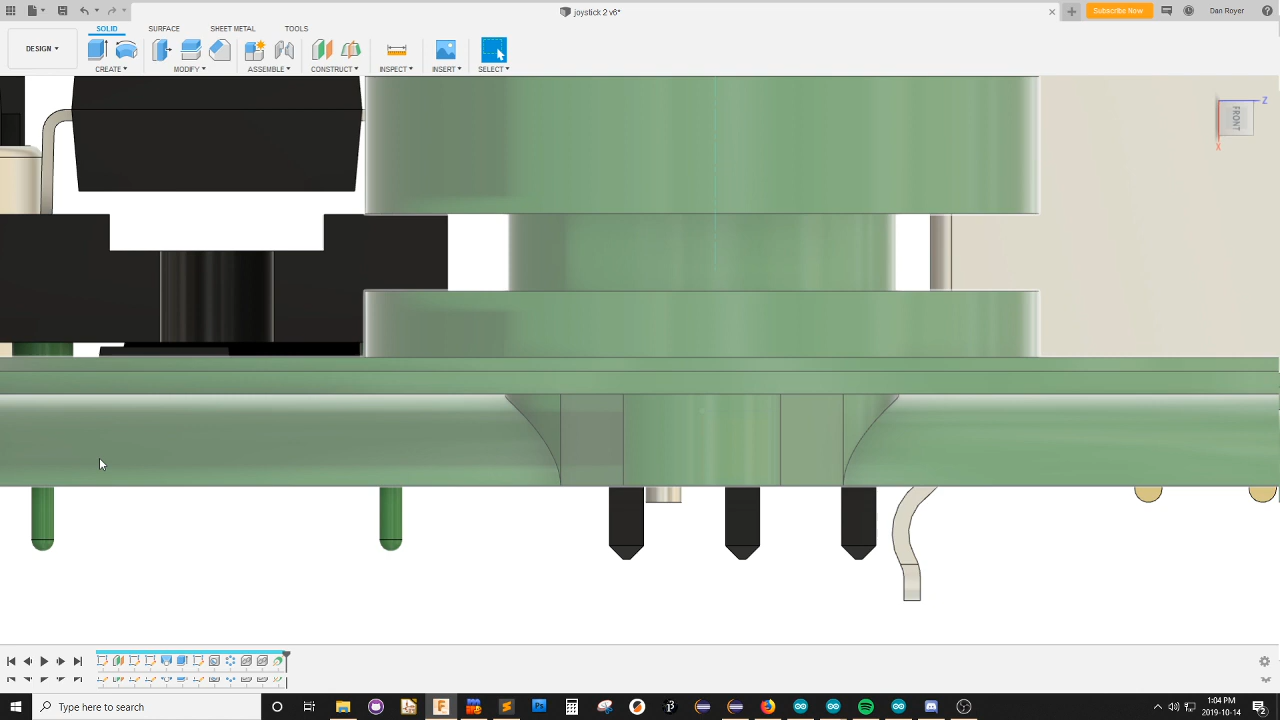 joystick 2 v6*
Subscribe Now
Dan Royer
SOLID SURFACE SHEET METAL TOOLS
DESIGN
CREATE MODIFY ASSEMBLE CONSTRUCT INSPECT INSERT SELECT
FRONT
Z
X
Type here to search
1:04 PM
2019-10-14